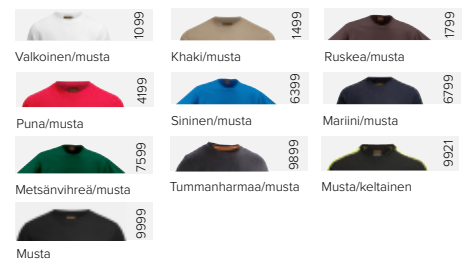 1099
Valkoinen/musta
1499
Khaki/musta
1799
Ruskea/musta
4199
Puna/musta
6399
Sininen/musta
6799
Mariini/musta
7599
Metsänvihreä/musta
9899
Tummanharmaa/musta
9921
Musta/keltainen
9999
Musta